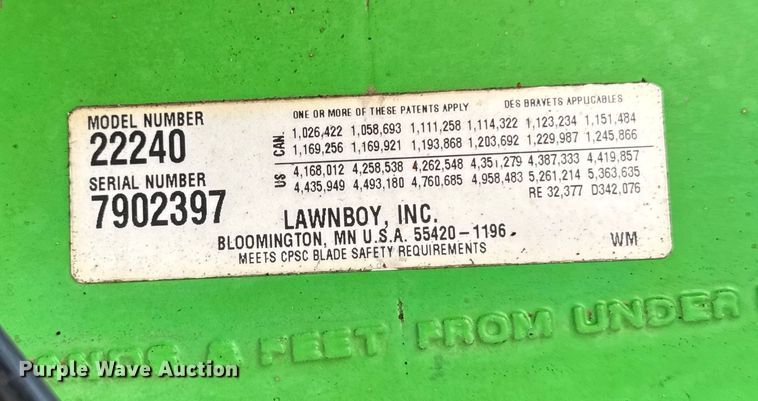 MODEL NUMBER
22240
SERIAL NUMBER
7902397
ONE OR MORE OF THESE PATENTS APPLY DES BRAVETS APPLICABLES
CAN. 1,026,422 1,058,693 1,111,258 1,114,322 1,123,234 1,151,484
1,169,256 1,169,921 1,193,868 1,203,692 1,229,987 1,245,866
US 4,168,012 4,258,538 4,262,548 4,351,279 4,387,333 4,419,857
4,435,949 4,493,180 4,760,685 4,958,483 5,261,214 5,363,635
RE 32,377 D342,076
LAWNBOY, INC.
BLOOMINGTON, MN U.S.A. 55420-1196
MEETS CPSC BLADE SAFETY REQUIREMENTS
WM
FEET FROM UNDER
Purple Wave Auction